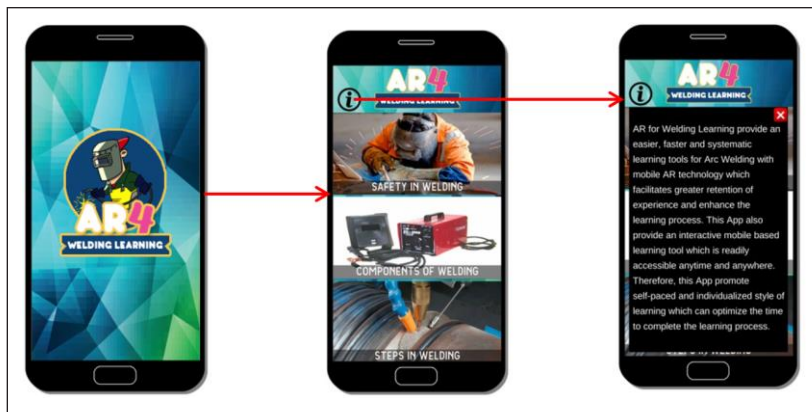 AR4
WELDING LEARNING
AR4
WELDING LEARNING
i
SAFETY IN WELDING
COMPONENTS OF WELDING
STEPS IN WELDING
AR4
WELDING LEARNING
i
X
AR for Welding Learning provide an
easier, faster and systematic
learning tools for Arc Welding with
mobile AR technology which
facilitates greater retention of
experience and enhance the
learning process. This App also
provide an interactive mobile based
learning tool which is readily
accessible anytime and anywhere.
Therefore, this App promote
self-paced and individualized style of
learning which can optimize the time
to complete the learning process.